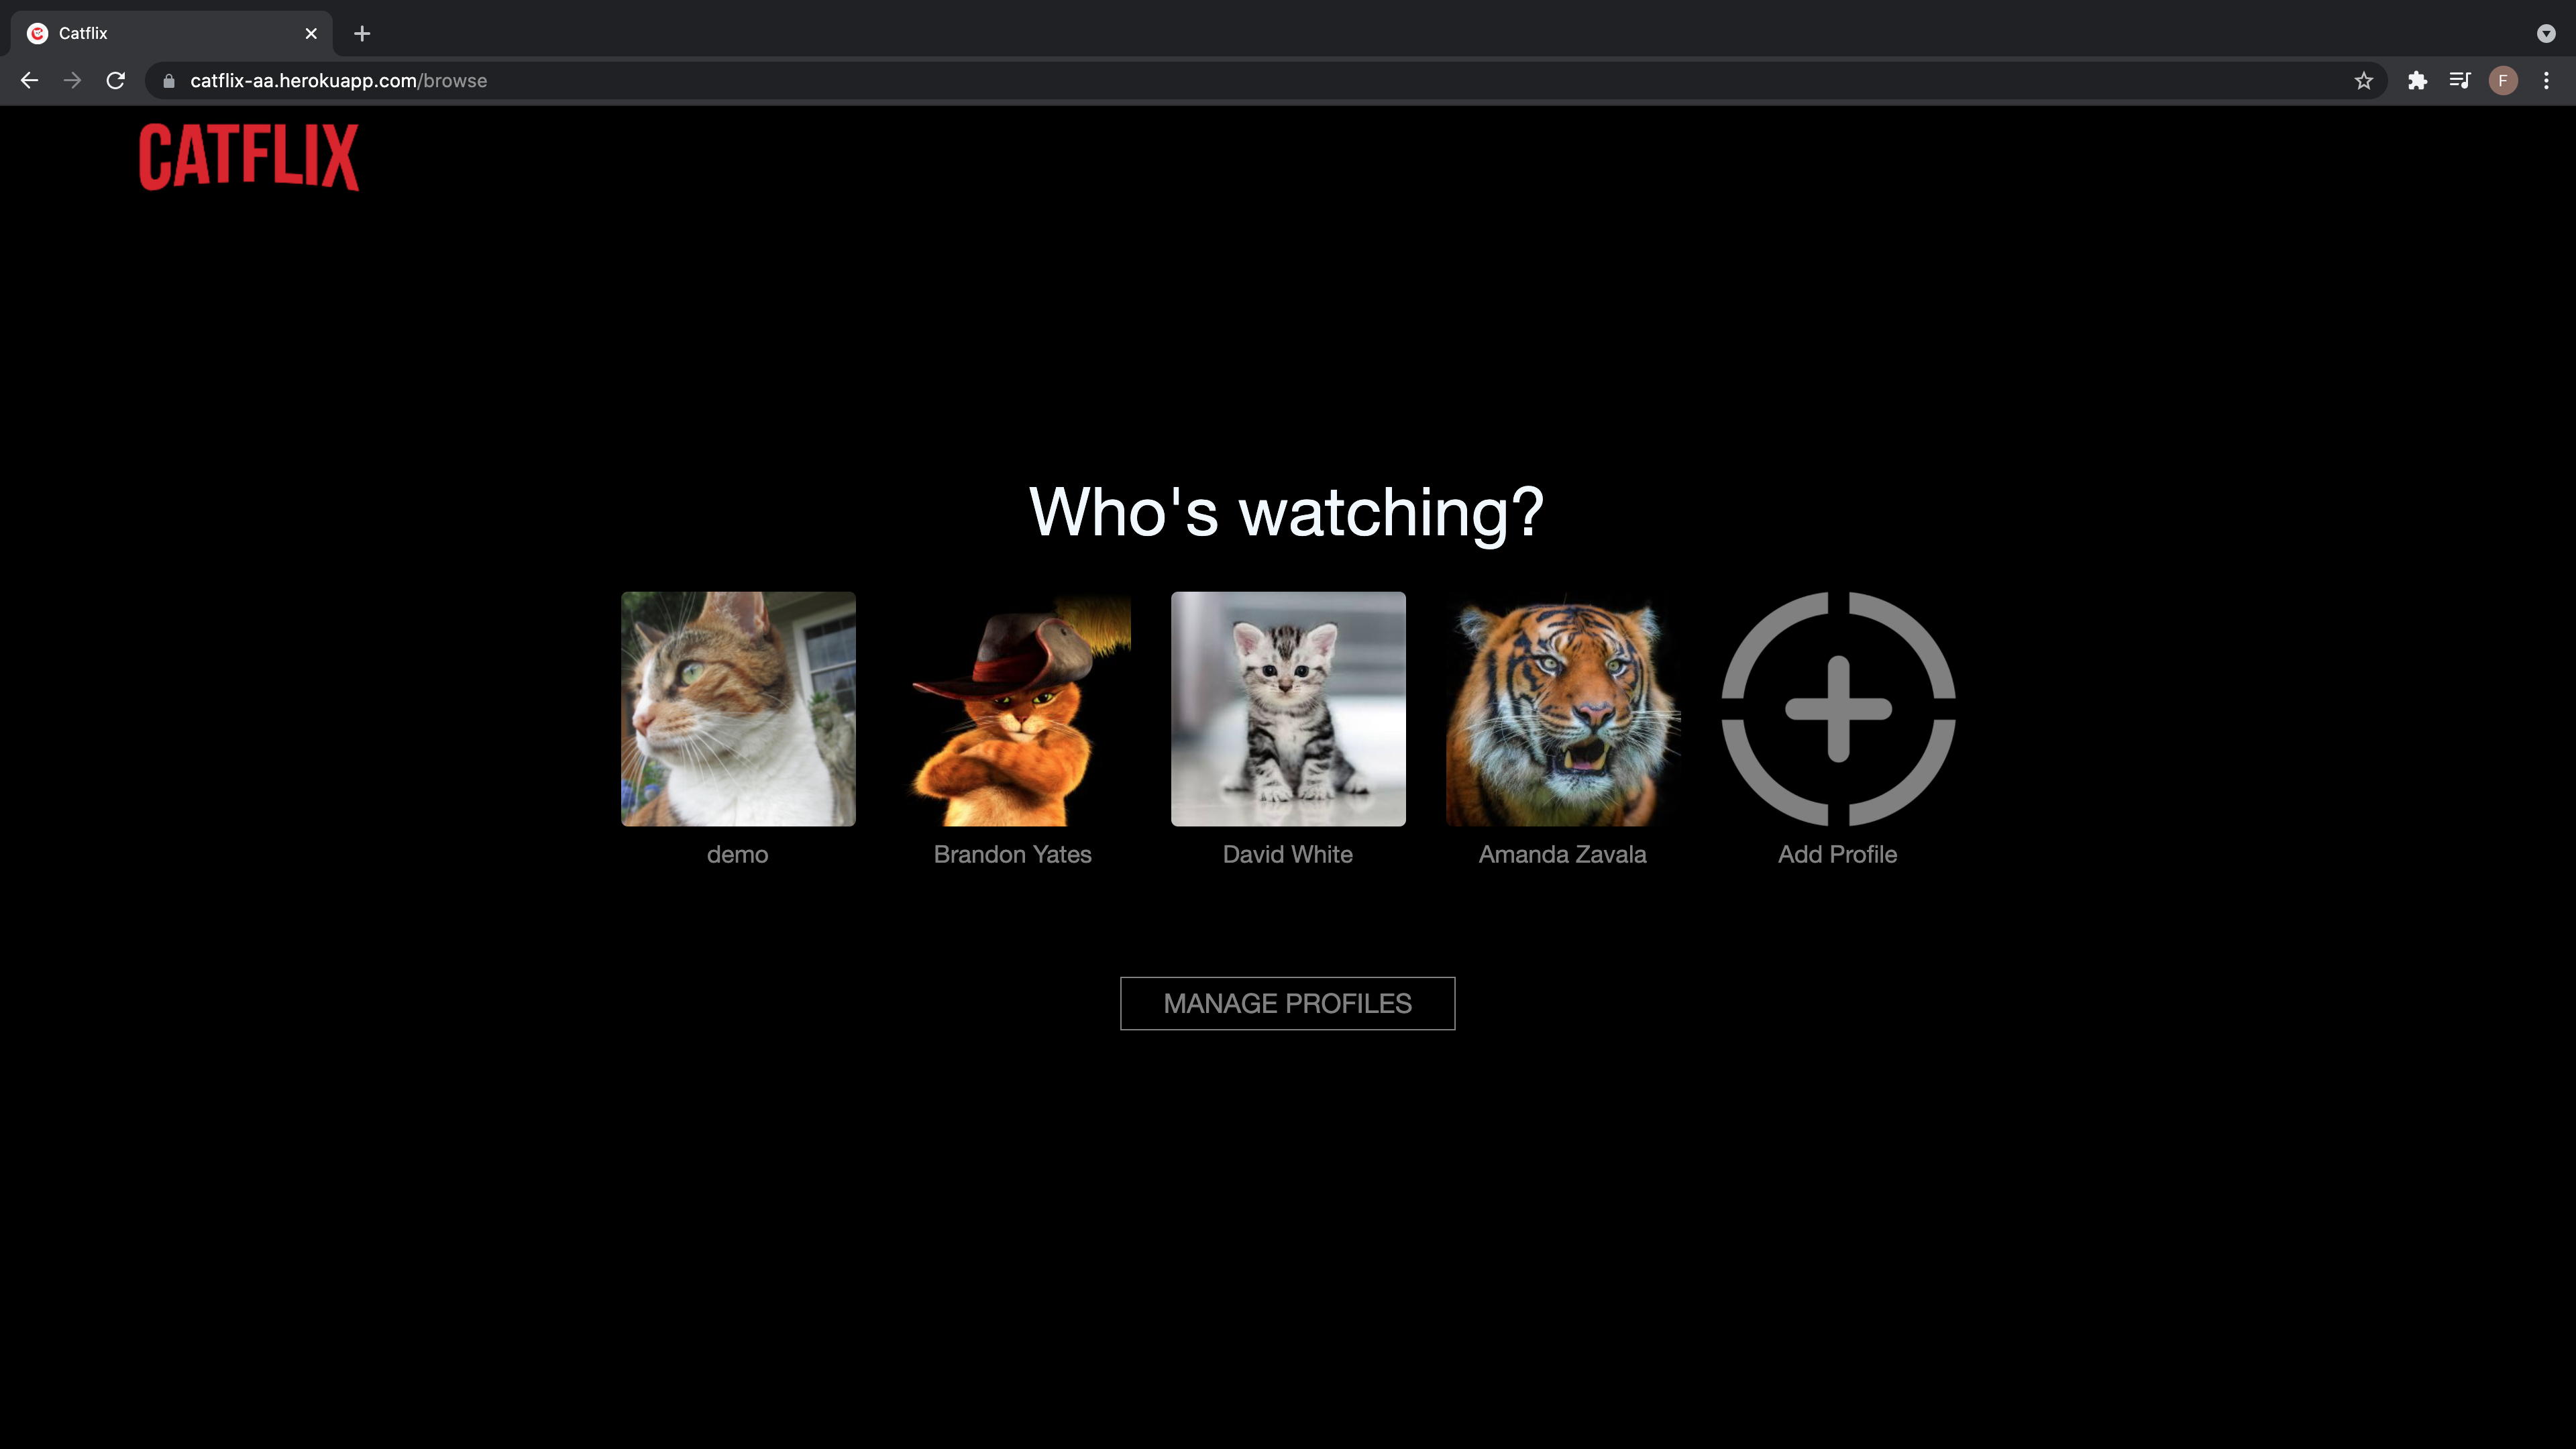 Catflix
catflix-aa.herokuapp.com/browse
F
CATFLIX
Who's watching?
demo
Brandon Yates
David White
Amanda Zavala
Add Profile
MANAGE PROFILES